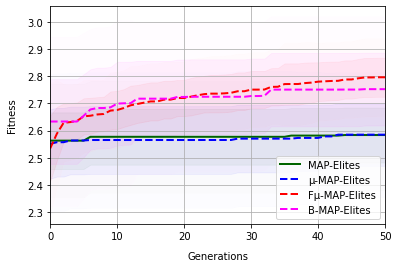 3.0
2.9
2.8
2.7
2.6
2.5
2.4
2.3
Fitness
0 10 20 30 40 50
Generations
MAP-Elites
μ-MAP-Elites
Fμ-MAP-Elites
B-MAP-Elites